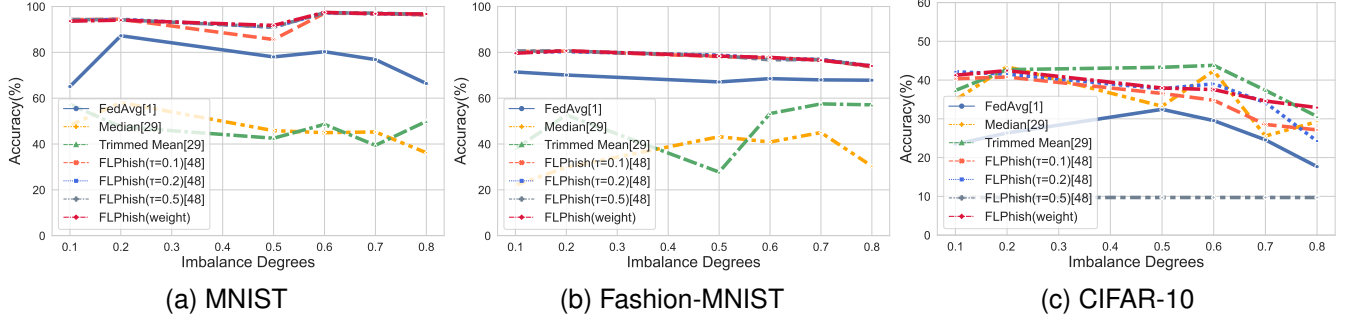 100
80
60
40
20
0
Accuracy(%)
FedAvg[1]
Median[29]
Trimmed Mean[29]
FLPhish(τ=0.1)[48]
FLPhish(τ=0.2)[48]
FLPhish(τ=0.5)[48]
FLPhish(weight)
0.1 0.2 0.3 0.4 0.5 0.6 0.7 0.8
Imbalance Degrees
(a) MNIST
100
80
60
40
20
0
Accuracy(%)
FedAvg[1]
Median[29]
Trimmed Mean[29]
FLPhish(τ=0.1)[48]
FLPhish(τ=0.2)[48]
FLPhish(τ=0.5)[48]
FLPhish(weight)
0.1 0.2 0.3 0.4 0.5 0.6 0.7 0.8
Imbalance Degrees
(b) Fashion-MNIST
60
50
40
30
20
10
0
Accuracy(%)
FedAvg[1]
Median[29]
Trimmed Mean[29]
FLPhish(τ=0.1)[48]
FLPhish(τ=0.2)[48]
FLPhish(τ=0.5)[48]
FLPhish(weight)
0.1 0.2 0.3 0.4 0.5 0.6 0.7 0.8
Imbalance Degrees
(c) CIFAR-10